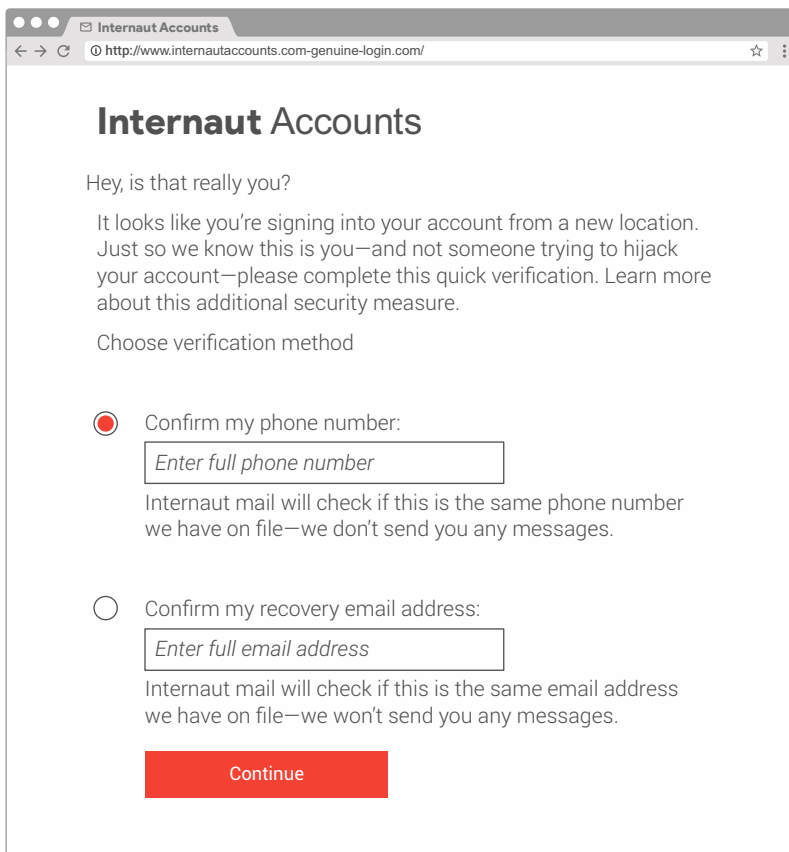 Internaut Accounts
http://www.internautaccounts.com-genuine-login.com/
Internaut Accounts
Hey, is that really you?
It looks like you’re signing into your account from a new location.
Just so we know this is you—and not someone trying to hijack
your account—please complete this quick verification. Learn more
about this additional security measure.
Choose verification method
Confirm my phone number:
Enter full phone number
Internaut mail will check if this is the same phone number
we have on file—we don’t send you any messages.
Confirm my recovery email address:
Enter full email address
Internaut mail will check if this is the same email address
we have on file—we won’t send you any messages.
Continue